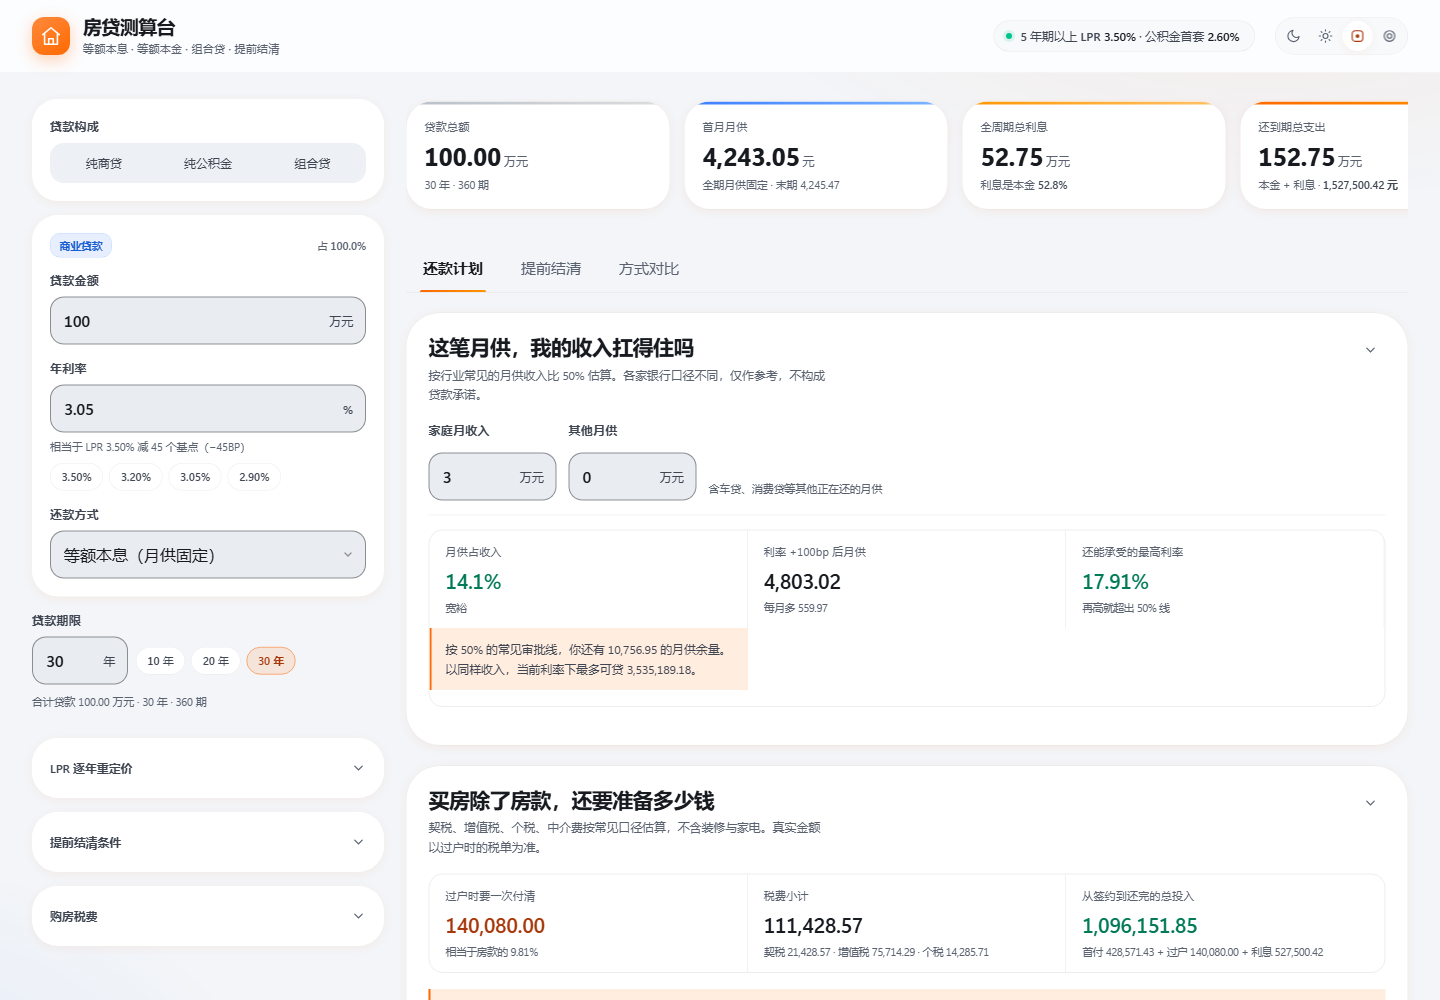 房贷测算台
等额本息 · 等额本金 · 组合贷 · 提前结清
5 年期以上 LPR 3.50% · 公积金首套 2.60%
贷款构成
纯商贷 纯公积金 组合贷
商业贷款 占 100.0%
贷款金额
100 万元
年利率
3.05 %
相当于 LPR 3.50% 减 45 个基点（−45BP）
3.50% 3.20% 3.05% 2.90%
还款方式
等额本息（月供固定）
贷款期限
30 年 10 年 20 年 30 年
合计贷款 100.00 万元 · 30 年 · 360 期
LPR 逐年重定价
提前结清条件
购房税费
贷款总额
100.00 万元
30 年 · 360 期
首月月供
4,243.05 元
全期月供固定 · 末期 4,245.47
全周期总利息
52.75 万元
利息是本金 52.8%
还到期总支出
152.75 万元
本金 + 利息 · 1,527,500.42 元
还款计划 提前结清 方式对比
这笔月供，我的收入扛得住吗
按行业常见的月供收入比 50% 估算。各家银行口径不同，仅作参考，不构成
贷款承诺。
家庭月收入 其他月供
3 万元 0 万元 含车贷、消费贷等其他正在还的月供
月供占收入
14.1%
宽裕
利率 +100bp 后月供
4,803.02
每月多 559.97
还能承受的最高利率
17.91%
再高就超出 50% 线
按 50% 的常见审批线，你还有 10,756.95 的月供余量。
以同样收入，当前利率下最多可贷 3,535,189.18。
买房除了房款，还要准备多少钱
契税、增值税、个税、中介费按常见口径估算，不含装修与家电。真实金额
以过户时的税单为准。
过户时要一次付清
140,080.00
相当于房款的 9.81%
税费小计
111,428.57
契税 21,428.57 · 增值税 75,714.29 · 个税 14,285.71
从签约到还完的总投入
1,096,151.85
首付 428,571.43 + 过户 140,080.00 + 利息 527,500.42